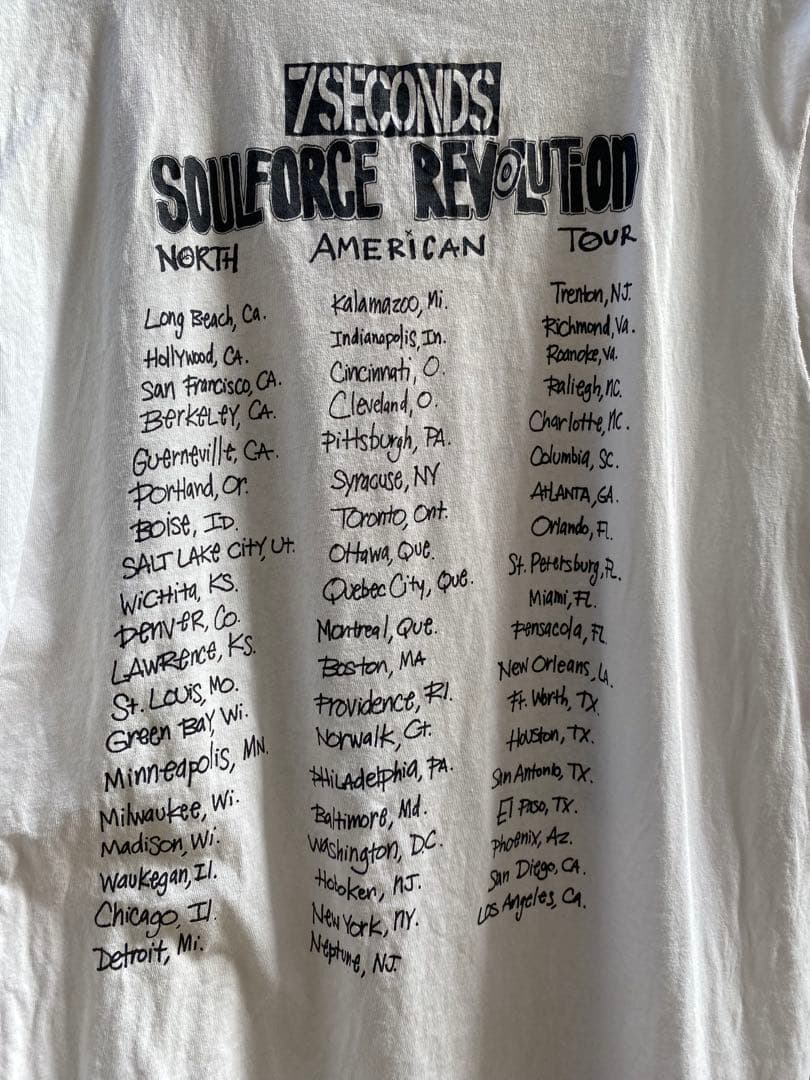 7SECONDS
SOULFORCE REVOLUTION
NORTH AMERICAN TOUR
Long Beach, Ca.
Hollywood, CA.
San Francisco, CA.
Berkeley, CA.
Guerneville, CA.
Portland, Or.
Boise, ID.
SALT LAKE City, Ut.
Wichita, KS.
Denver, Co.
LAWRence, KS.
St. Louis, Mo.
Green BAY, Wi.
Minneapolis, MN.
Milwaukee, Wi.
Madison, Wi.
Waukegan, Il.
Chicago, Il.
Detroit, Mi.
Kalamazoo, Mi.
Indianapolis, In.
Cincinnati, O.
Cleveland, O.
Pittsburgh, PA.
Syracuse, NY
Toronto, Ont.
Ottawa, Que.
Quebec City, Que.
Montreal, Que.
Boston, MA
Providence, RI.
Norwalk, Ct.
PHiLAdelphia, PA.
Baltimore, Md.
Washington, D.C.
Hoboken, NJ.
New York, NY.
Neptune, NJ.
Trenton, NJ.
Richmond, Va.
Roanoke, Va.
Raliegh, NC.
Charlotte, NC.
Columbia, SC.
ATLANTA, GA.
Orlando, FL.
St. Petersburg, FL.
Miami, FL.
Pensacola, FL
New Orleans, LA.
Ft. Worth, TX
Houston, TX.
San Antonio, TX.
El Paso, TX.
Phoenix, Az.
San Diego, CA.
Los Angeles, Ca.